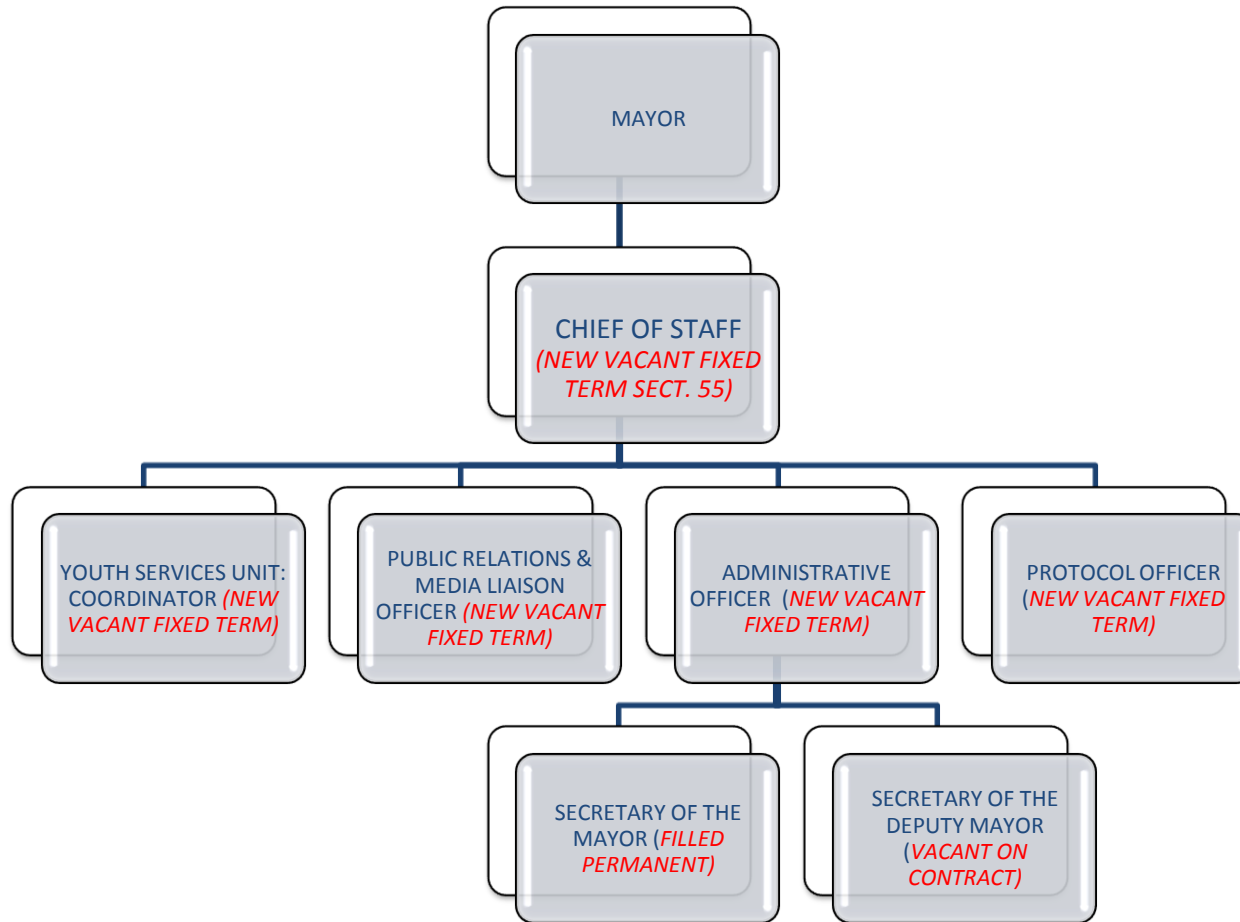 MAYOR
CHIEF OF STAFF
(NEW VACANT FIXED
TERM SECT. 55)
YOUTH SERVICES UNIT:
COORDINATOR (NEW
VACANT FIXED TERM)
PUBLIC RELATIONS &
MEDIA LIAISON
OFFICER (NEW VACANT
FIXED TERM)
ADMINISTRATIVE
OFFICER (NEW VACANT
FIXED TERM)
PROTOCOL OFFICER
(NEW VACANT FIXED
TERM)
SECRETARY OF THE
MAYOR (FILLED
PERMANENT)
SECRETARY OF THE
DEPUTY MAYOR
(VACANT ON
CONTRACT)